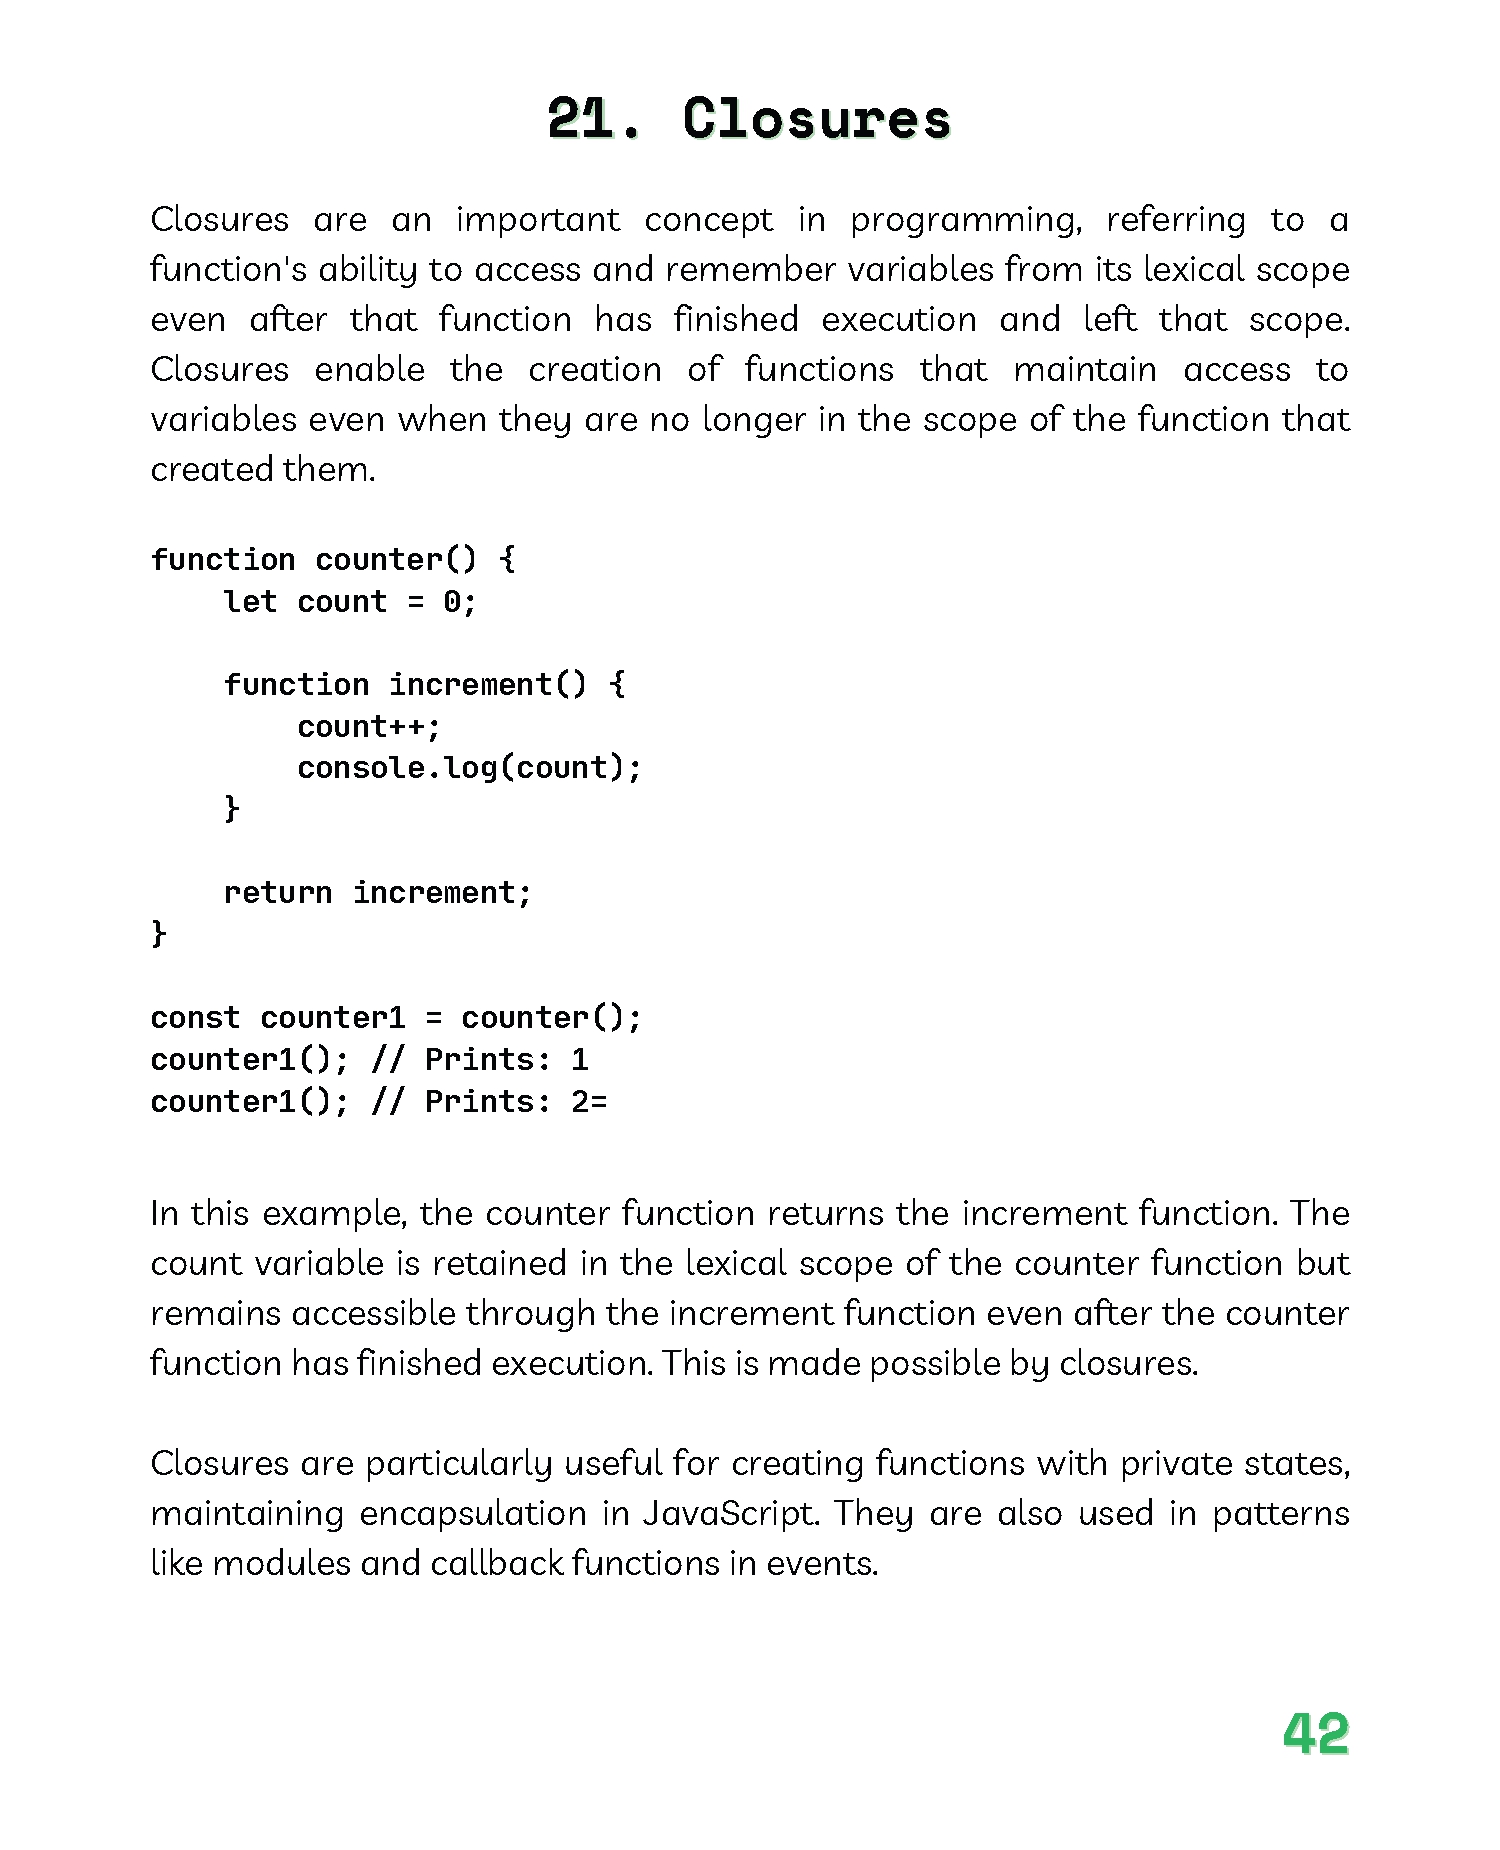 21. Closures
Closures are an important concept in programming, referring to a
function's ability to access and remember variables from its lexical scope
even after that function has finished execution and left that scope.
Closures enable the creation of functions that maintain access to
variables even when they are no longer in the scope of the function that
created them.
function counter() {
    let count = 0;

    function increment() {
        count++;
        console.log(count);
    }

    return increment;
}

const counter1 = counter();
counter1(); // Prints: 1
counter1(); // Prints: 2=
In this example, the counter function returns the increment function. The
count variable is retained in the lexical scope of the counter function but
remains accessible through the increment function even after the counter
function has finished execution. This is made possible by closures.
Closures are particularly useful for creating functions with private states,
maintaining encapsulation in JavaScript. They are also used in patterns
like modules and callback functions in events.
42